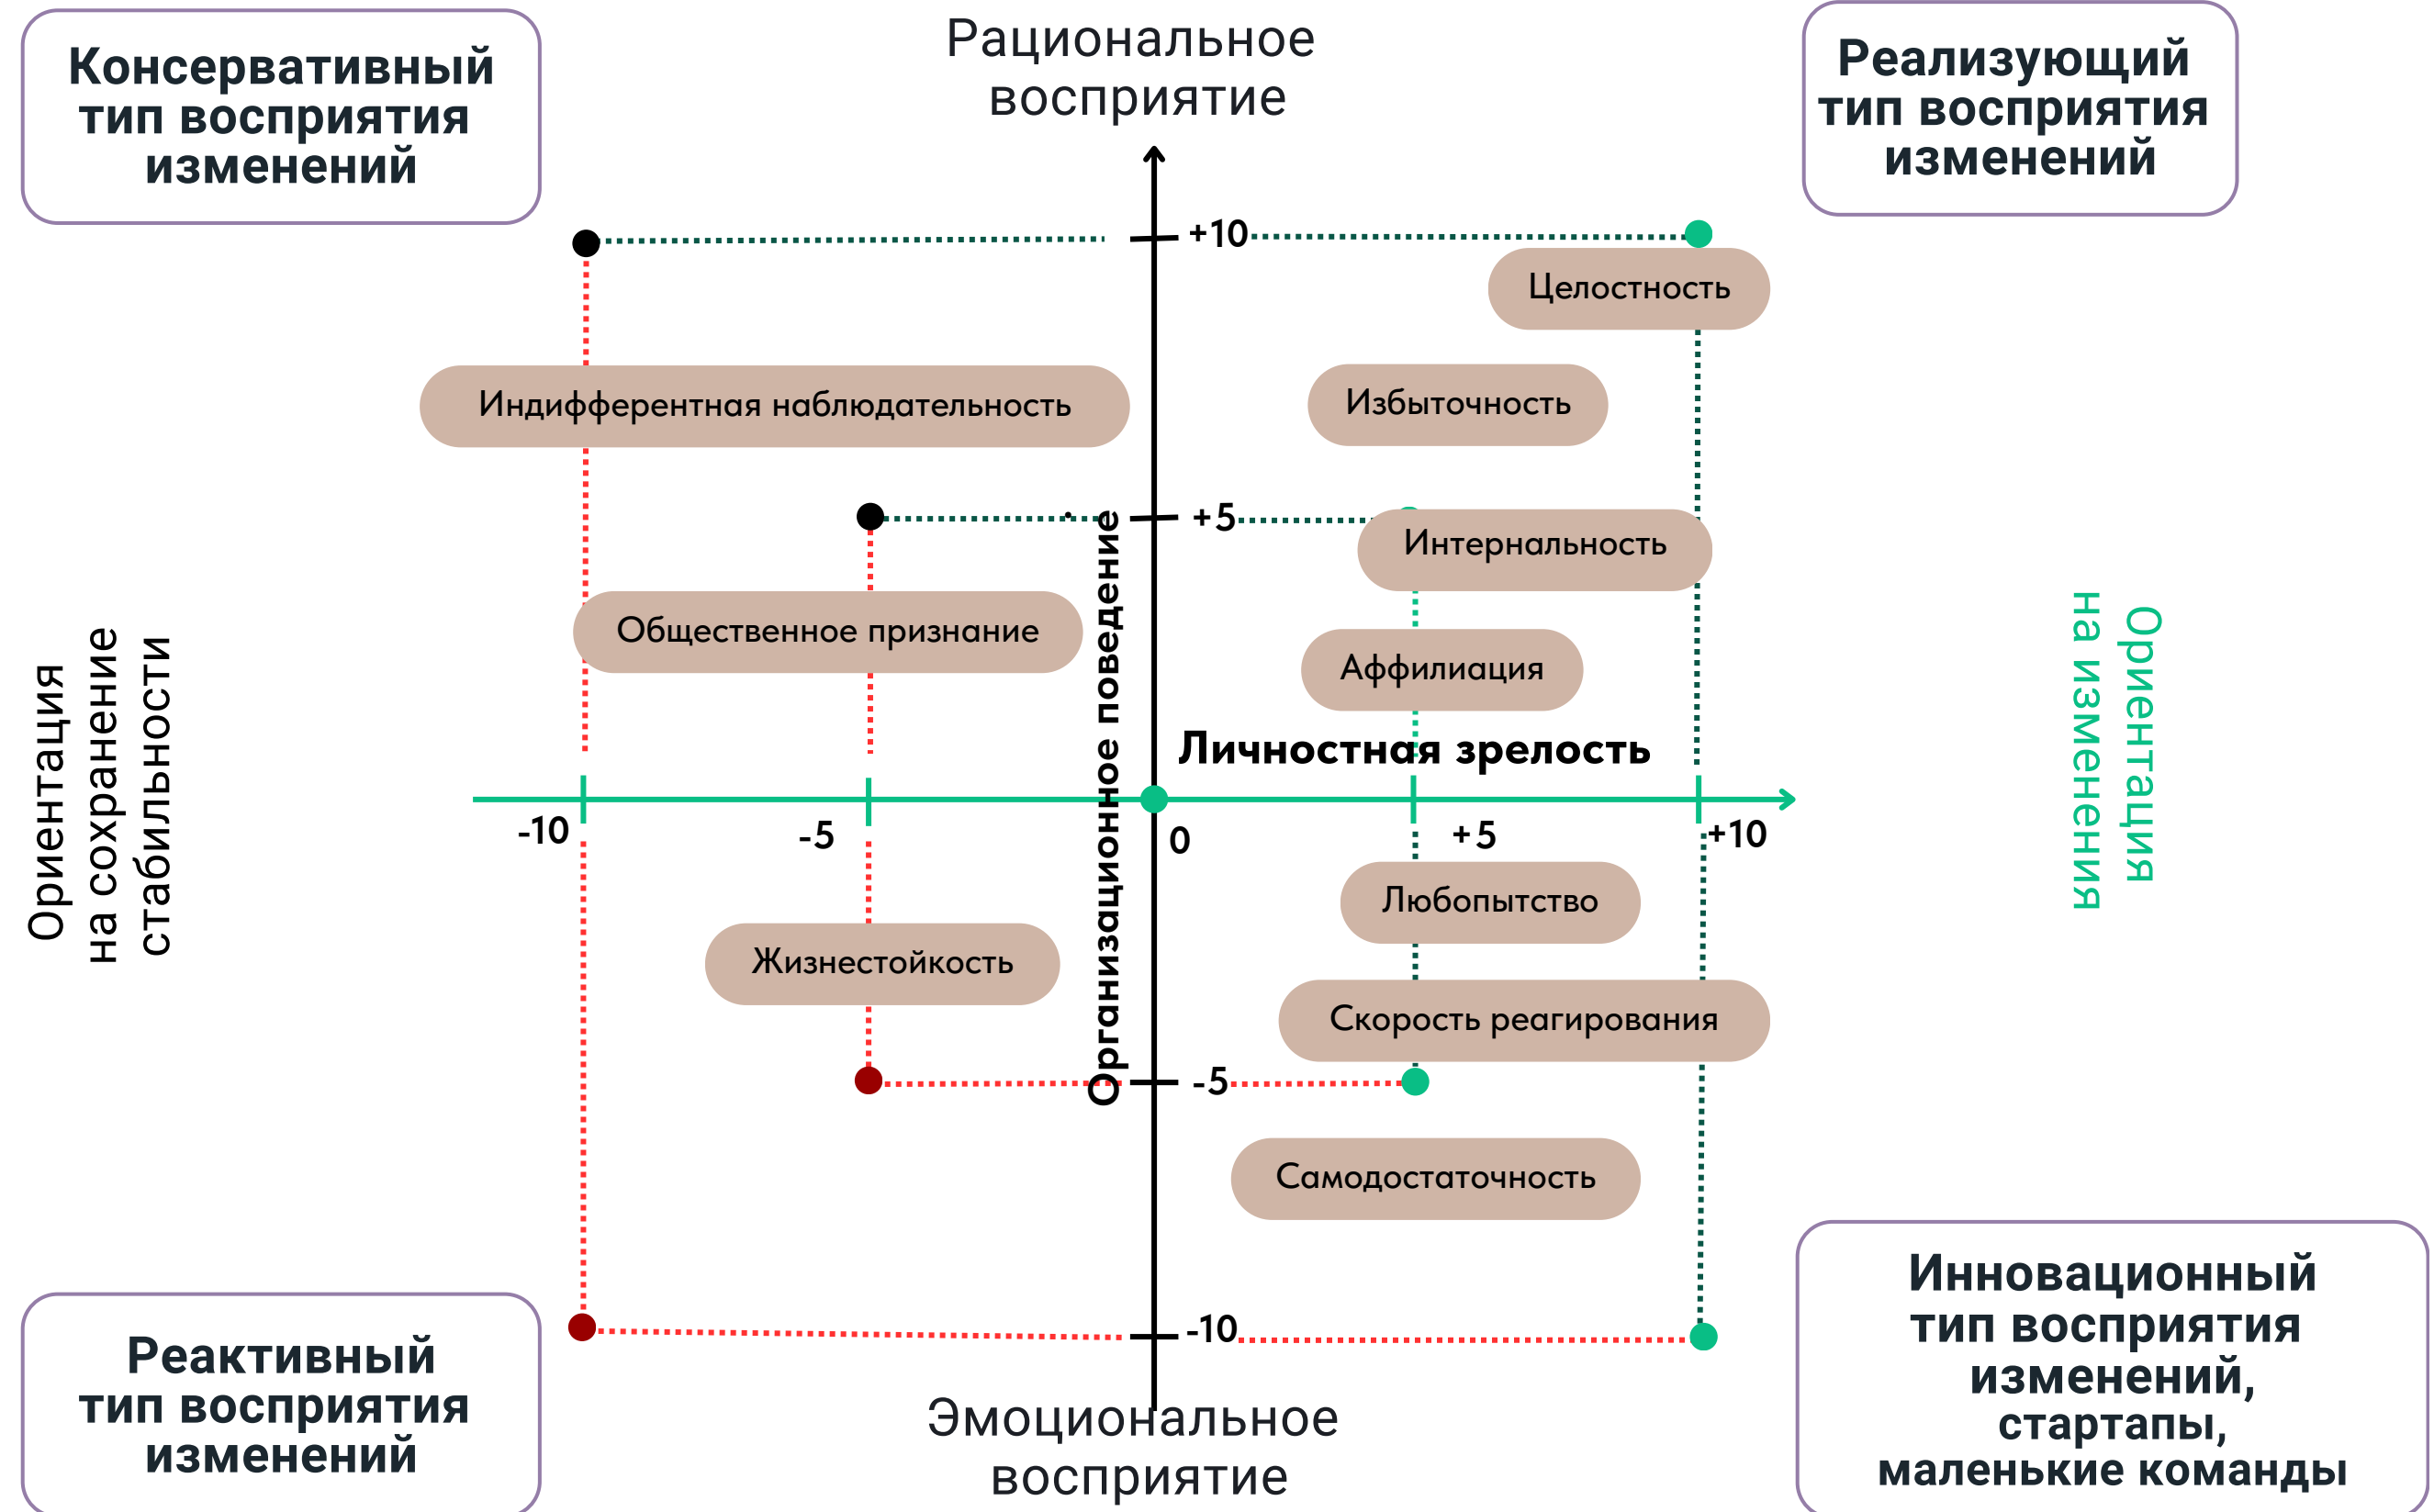 Консервативный
тип восприятия
изменений
Рациональное
восприятие
Реализующий
тип восприятия
изменений
+10
Целостность
Индифферентная наблюдательность
Избыточность
+5
Интернальность
Общественное признание
Аффилиация
Организационное поведение
Личностная зрелость
Ориентация
на сохранение
стабильности
Ориентация
на изменения
-10
-5
0
+5
+10
Любопытство
Жизнестойкость
Скорость реагирования
-5
Самодостаточность
-10
Реактивный
тип восприятия
изменений
Эмоциональное
восприятие
Инновационный
тип восприятия
изменений,
стартапы,
маленькие команды